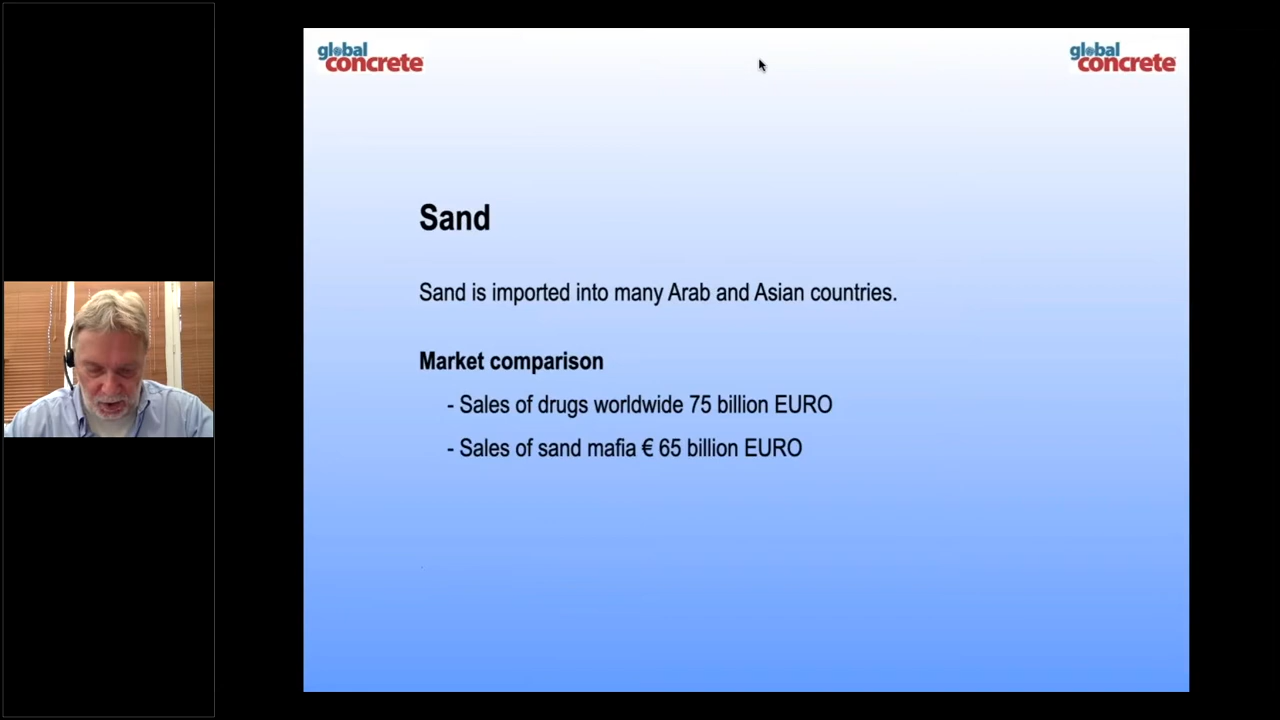 global
concrete
global
concrete
Sand
Sand is imported into many Arab and Asian countries.
Market comparison
- Sales of drugs worldwide 75 billion EURO
- Sales of sand mafia € 65 billion EURO